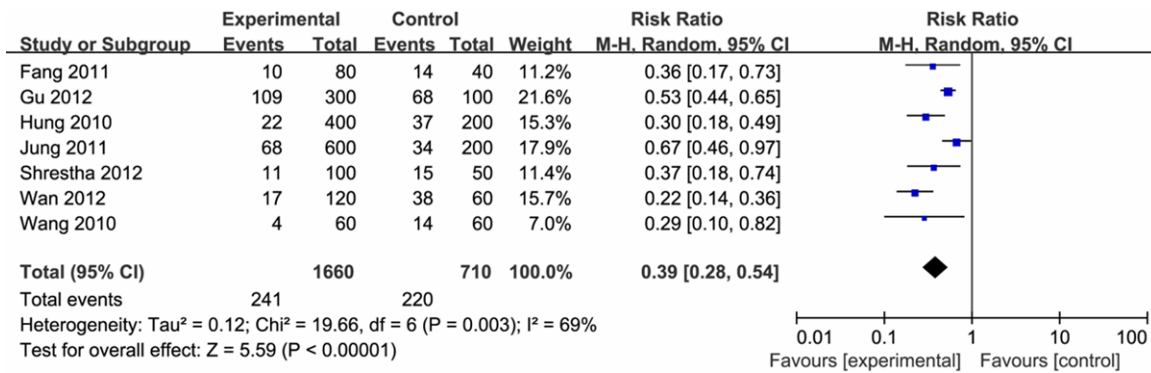 Experimental Control Risk Ratio Risk Ratio
Study or Subgroup Events Total Events Total Weight M-H, Random, 95% CI M-H, Random, 95% CI
Fang 2011 10 80 14 40 11.2% 0.36 [0.17, 0.73]
Gu 2012 109 300 68 100 21.6% 0.53 [0.44, 0.65]
Hung 2010 22 400 37 200 15.3% 0.30 [0.18, 0.49]
Jung 2011 68 600 34 200 17.9% 0.67 [0.46, 0.97]
Shrestha 2012 11 100 15 50 11.4% 0.37 [0.18, 0.74]
Wan 2012 17 120 38 60 15.7% 0.22 [0.14, 0.36]
Wang 2010 4 60 14 60 7.0% 0.29 [0.10, 0.82]
Total (95% CI) 1660 710 100.0% 0.39 [0.28, 0.54]
Total events 241 220
Heterogeneity: Tau² = 0.12; Chi² = 19.66, df = 6 (P = 0.003); I² = 69%
Test for overall effect: Z = 5.59 (P < 0.00001)
0.01 0.1 1 10 100
Favours [experimental] Favours [control]